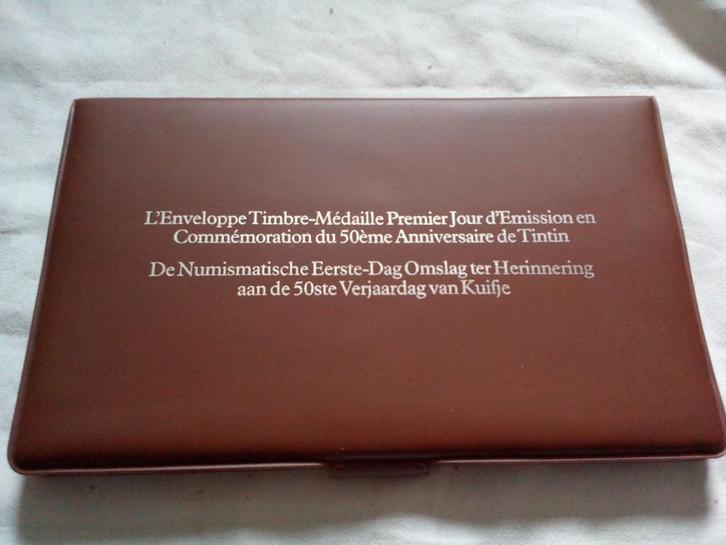 L'Enveloppe Timbre-Médaille Premier Jour d'Emission en
Commémoration du 50ème Anniversaire de Tintin
De Numismatische Eerste-Dag Omslag ter Herinnering
aan de 50ste Verjaardag van Kuifje